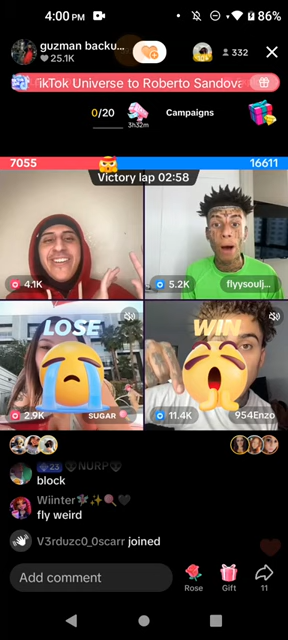 4:00 PM
86%
guzman backu...
25.1K
332
TikTok Universe to Roberto Sandova
0/20
3h32m
Campaigns
7055
16611
Victory lap 02:58
4.1K
5.2K
flyysoulj...
LOSE
WIN
2.9K
SUGAR
11.4K
954Enzo
23
NURP
block
Wiinter
fly weird
V3rduzc0_0scarr joined
Add comment
Rose
Gift
11